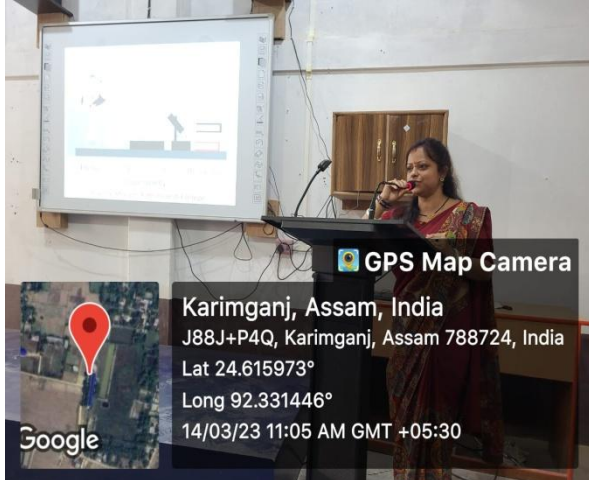 GPS Map Camera
Karimganj, Assam, India
J88J+P4Q, Karimganj, Assam 788724, India
Lat 24.615973°
Long 92.331446°
14/03/23 11:05 AM GMT +05:30
Google